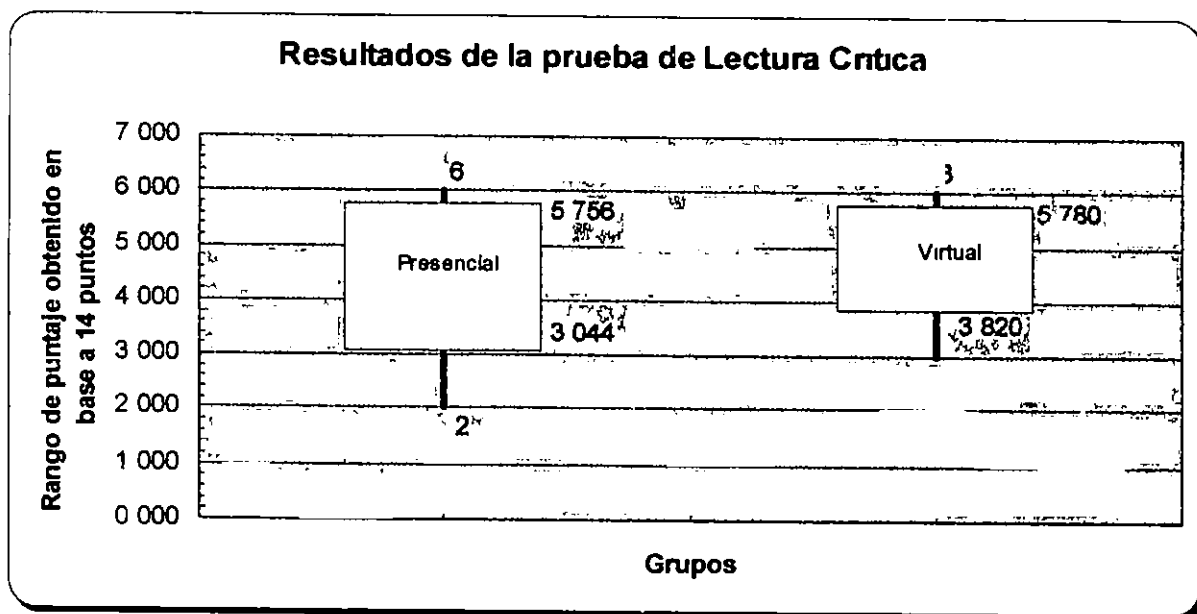 Resultados de la prueba de Lectura Critica
Rango de puntaje obtenido en
base a 14 puntos
7 000
6 000
5 000
4 000
3 000
2 000
1 000
0 000
6
5 756
Presencial
3 044
2
5 780
Virtual
3 820
Grupos